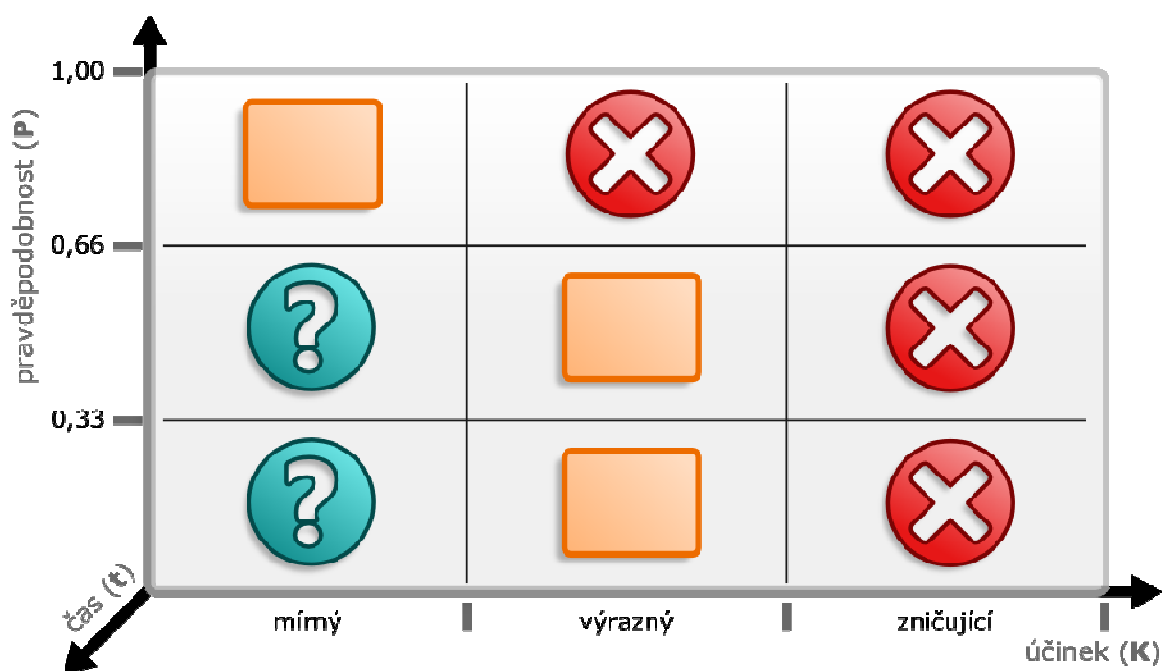 1,00
pravděpodobnost (P)
0,66
0,33
čas (t)
mírný
výrazný
zničující
účinek (K)